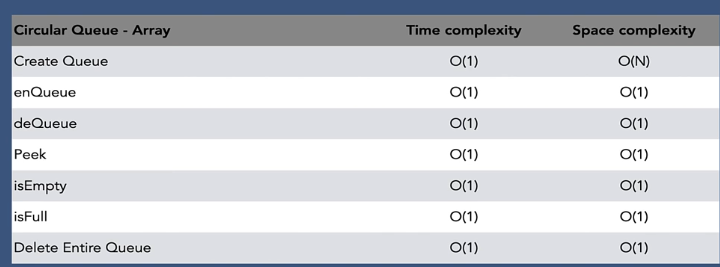 Circular Queue - Array Time complexity Space complexity
Create Queue O(1) O(N)
enQueue O(1) O(1)
deQueue O(1) O(1)
Peek O(1) O(1)
isEmpty O(1) O(1)
isFull O(1) O(1)
Delete Entire Queue O(1) O(1)